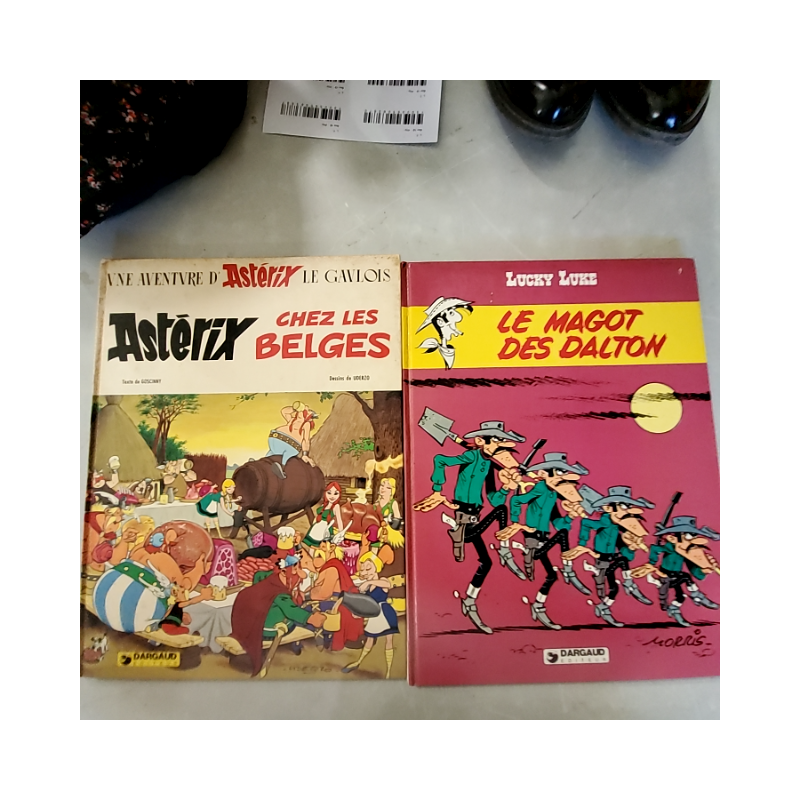 VNE AVENTVRE D'Astérix LE GAVLOIS
Astérix CHEZ LES
BELGES
Texte de GOSCINNY
Dessins de UDERZO
DARGAUD
LUCKY LUKE
LE MAGOT
DES DALTON
MORRIS
DARGAUD
EDITEUR